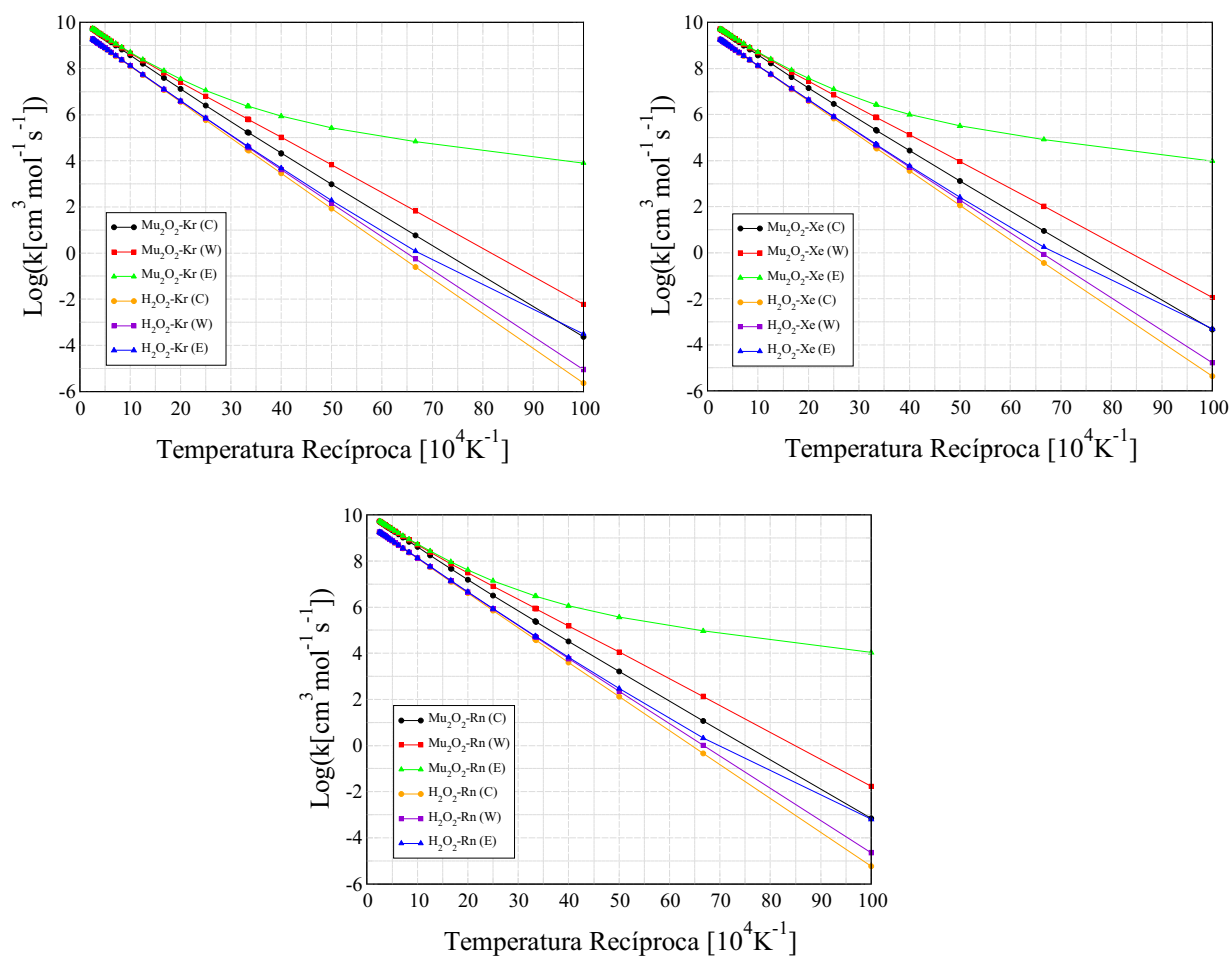 10
8
6
4
2
0
-2
-4
-6
Log(k[cm³ mol⁻¹ s⁻¹])
Mu₂O₂-Kr (C)
Mu₂O₂-Kr (W)
Mu₂O₂-Kr (E)
H₂O₂-Kr (C)
H₂O₂-Kr (W)
H₂O₂-Kr (E)
0 10 20 30 40 50 60 70 80 90 100
Temperatura Recíproca [10⁴K⁻¹]
10
8
6
4
2
0
-2
-4
-6
Log(k[cm³ mol⁻¹ s⁻¹])
Mu₂O₂-Xe (C)
Mu₂O₂-Xe (W)
Mu₂O₂-Xe (E)
H₂O₂-Xe (C)
H₂O₂-Xe (W)
H₂O₂-Xe (E)
0 10 20 30 40 50 60 70 80 90 100
Temperatura Recíproca [10⁴K⁻¹]
10
8
6
4
2
0
-2
-4
-6
Log(k[cm³ mol⁻¹ s⁻¹])
Mu₂O₂-Rn (C)
Mu₂O₂-Rn (W)
Mu₂O₂-Rn (E)
H₂O₂-Rn (C)
H₂O₂-Rn (W)
H₂O₂-Rn (E)
0 10 20 30 40 50 60 70 80 90 100
Temperatura Recíproca [10⁴K⁻¹]